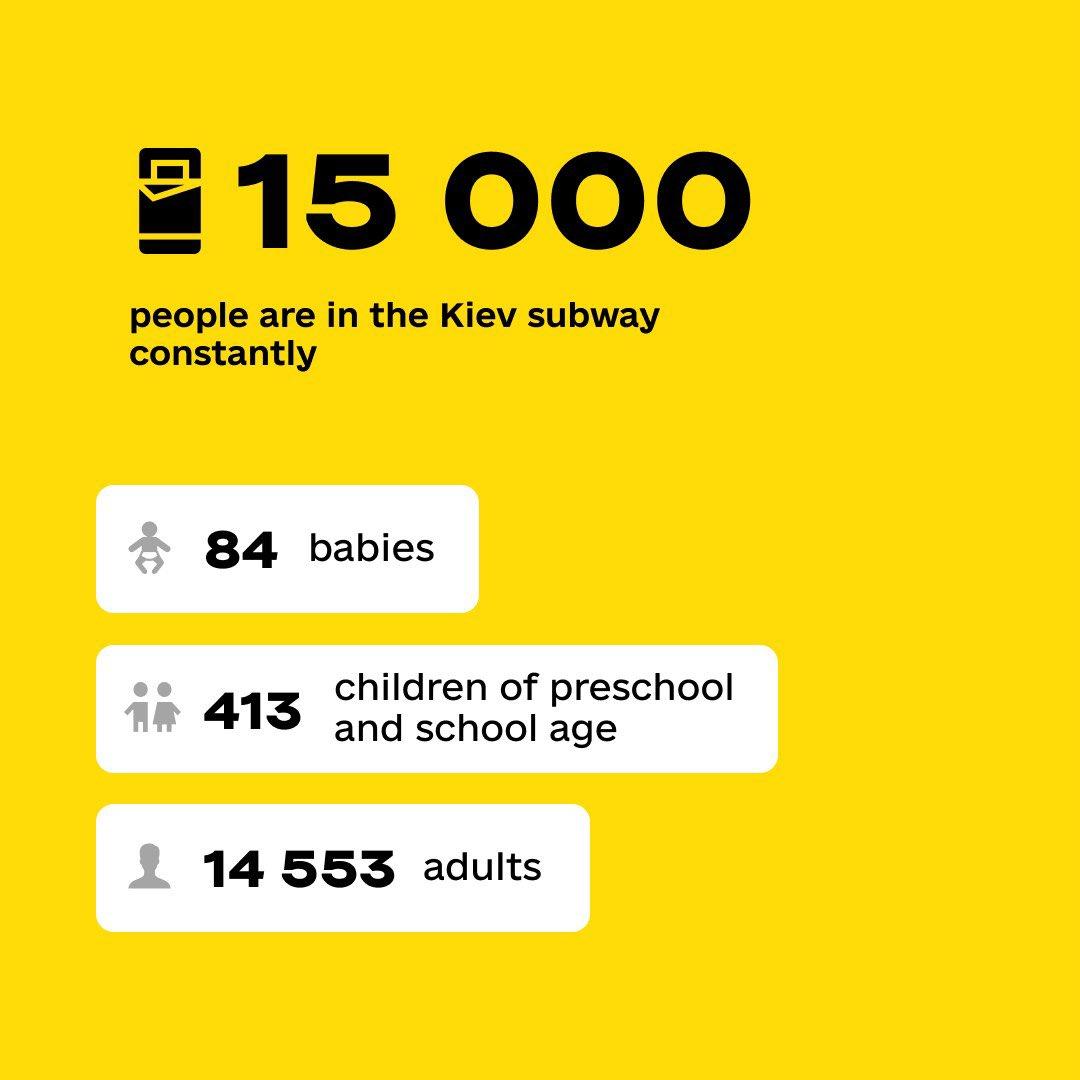 15 000
people are in the Kiev subway
constantly
84 babies
413 children of preschool
and school age
14 553 adults